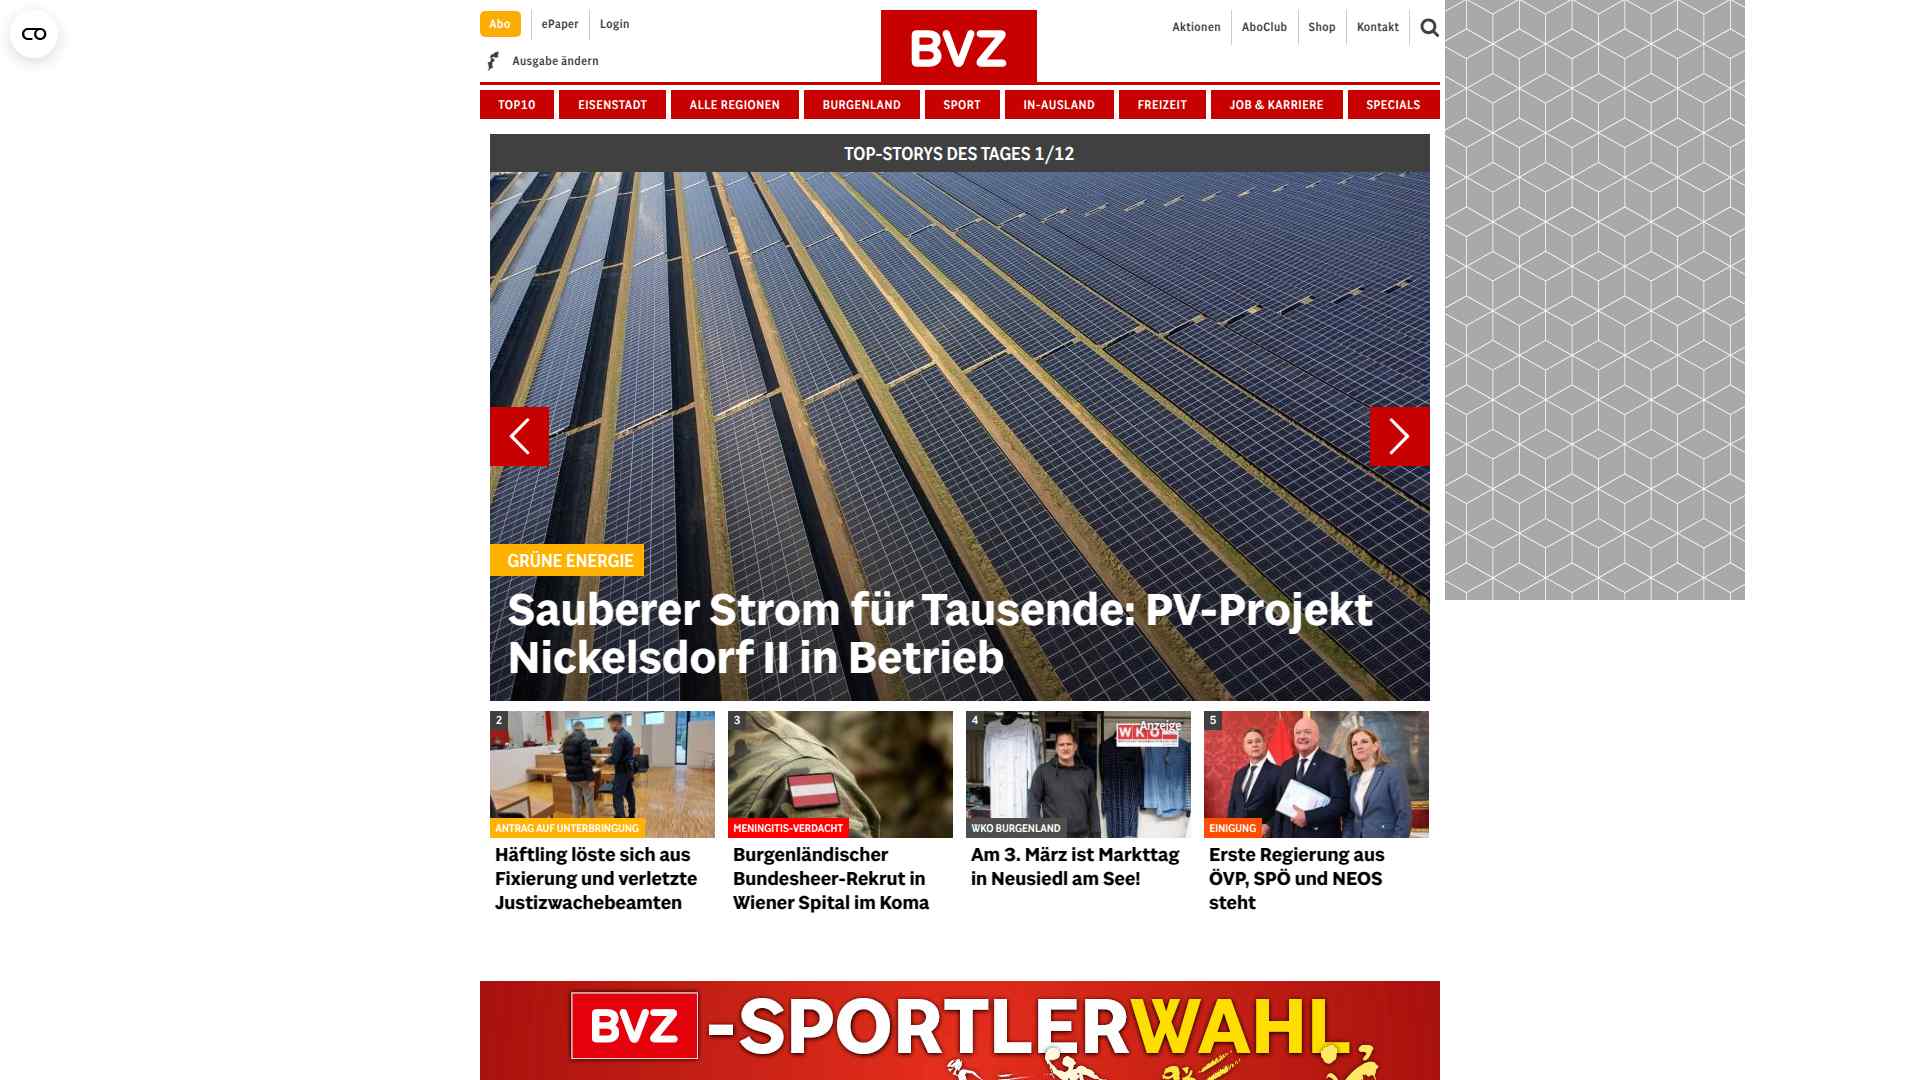 Abo
ePaper
Login
Ausgabe ändern
BVZ
Aktionen
AboClub
Shop
Kontakt
TOP10
EISENSTADT
ALLE REGIONEN
BURGENLAND
SPORT
IN-AUSLAND
FREIZEIT
JOB & KARRIERE
SPECIALS
TOP-STORYS DES TAGES 1/12
GRÜNE ENERGIE
Sauberer Strom für Tausende: PV-Projekt
Nickelsdorf II in Betrieb
2
ANTRAG AUF UNTERBRINGUNG
Häftling löste sich aus
Fixierung und verletzte
Justizwachebeamten
3
MENINGITIS-VERDACHT
Burgenländischer
Bundesheer-Rekrut in
Wiener Spital im Koma
4
Anzeige
WKO
WKO BURGENLAND
Am 3. März ist Markttag
in Neusiedl am See!
5
EINIGUNG
Erste Regierung aus
ÖVP, SPÖ und NEOS
steht
BVZ -SPORTLERWAHL